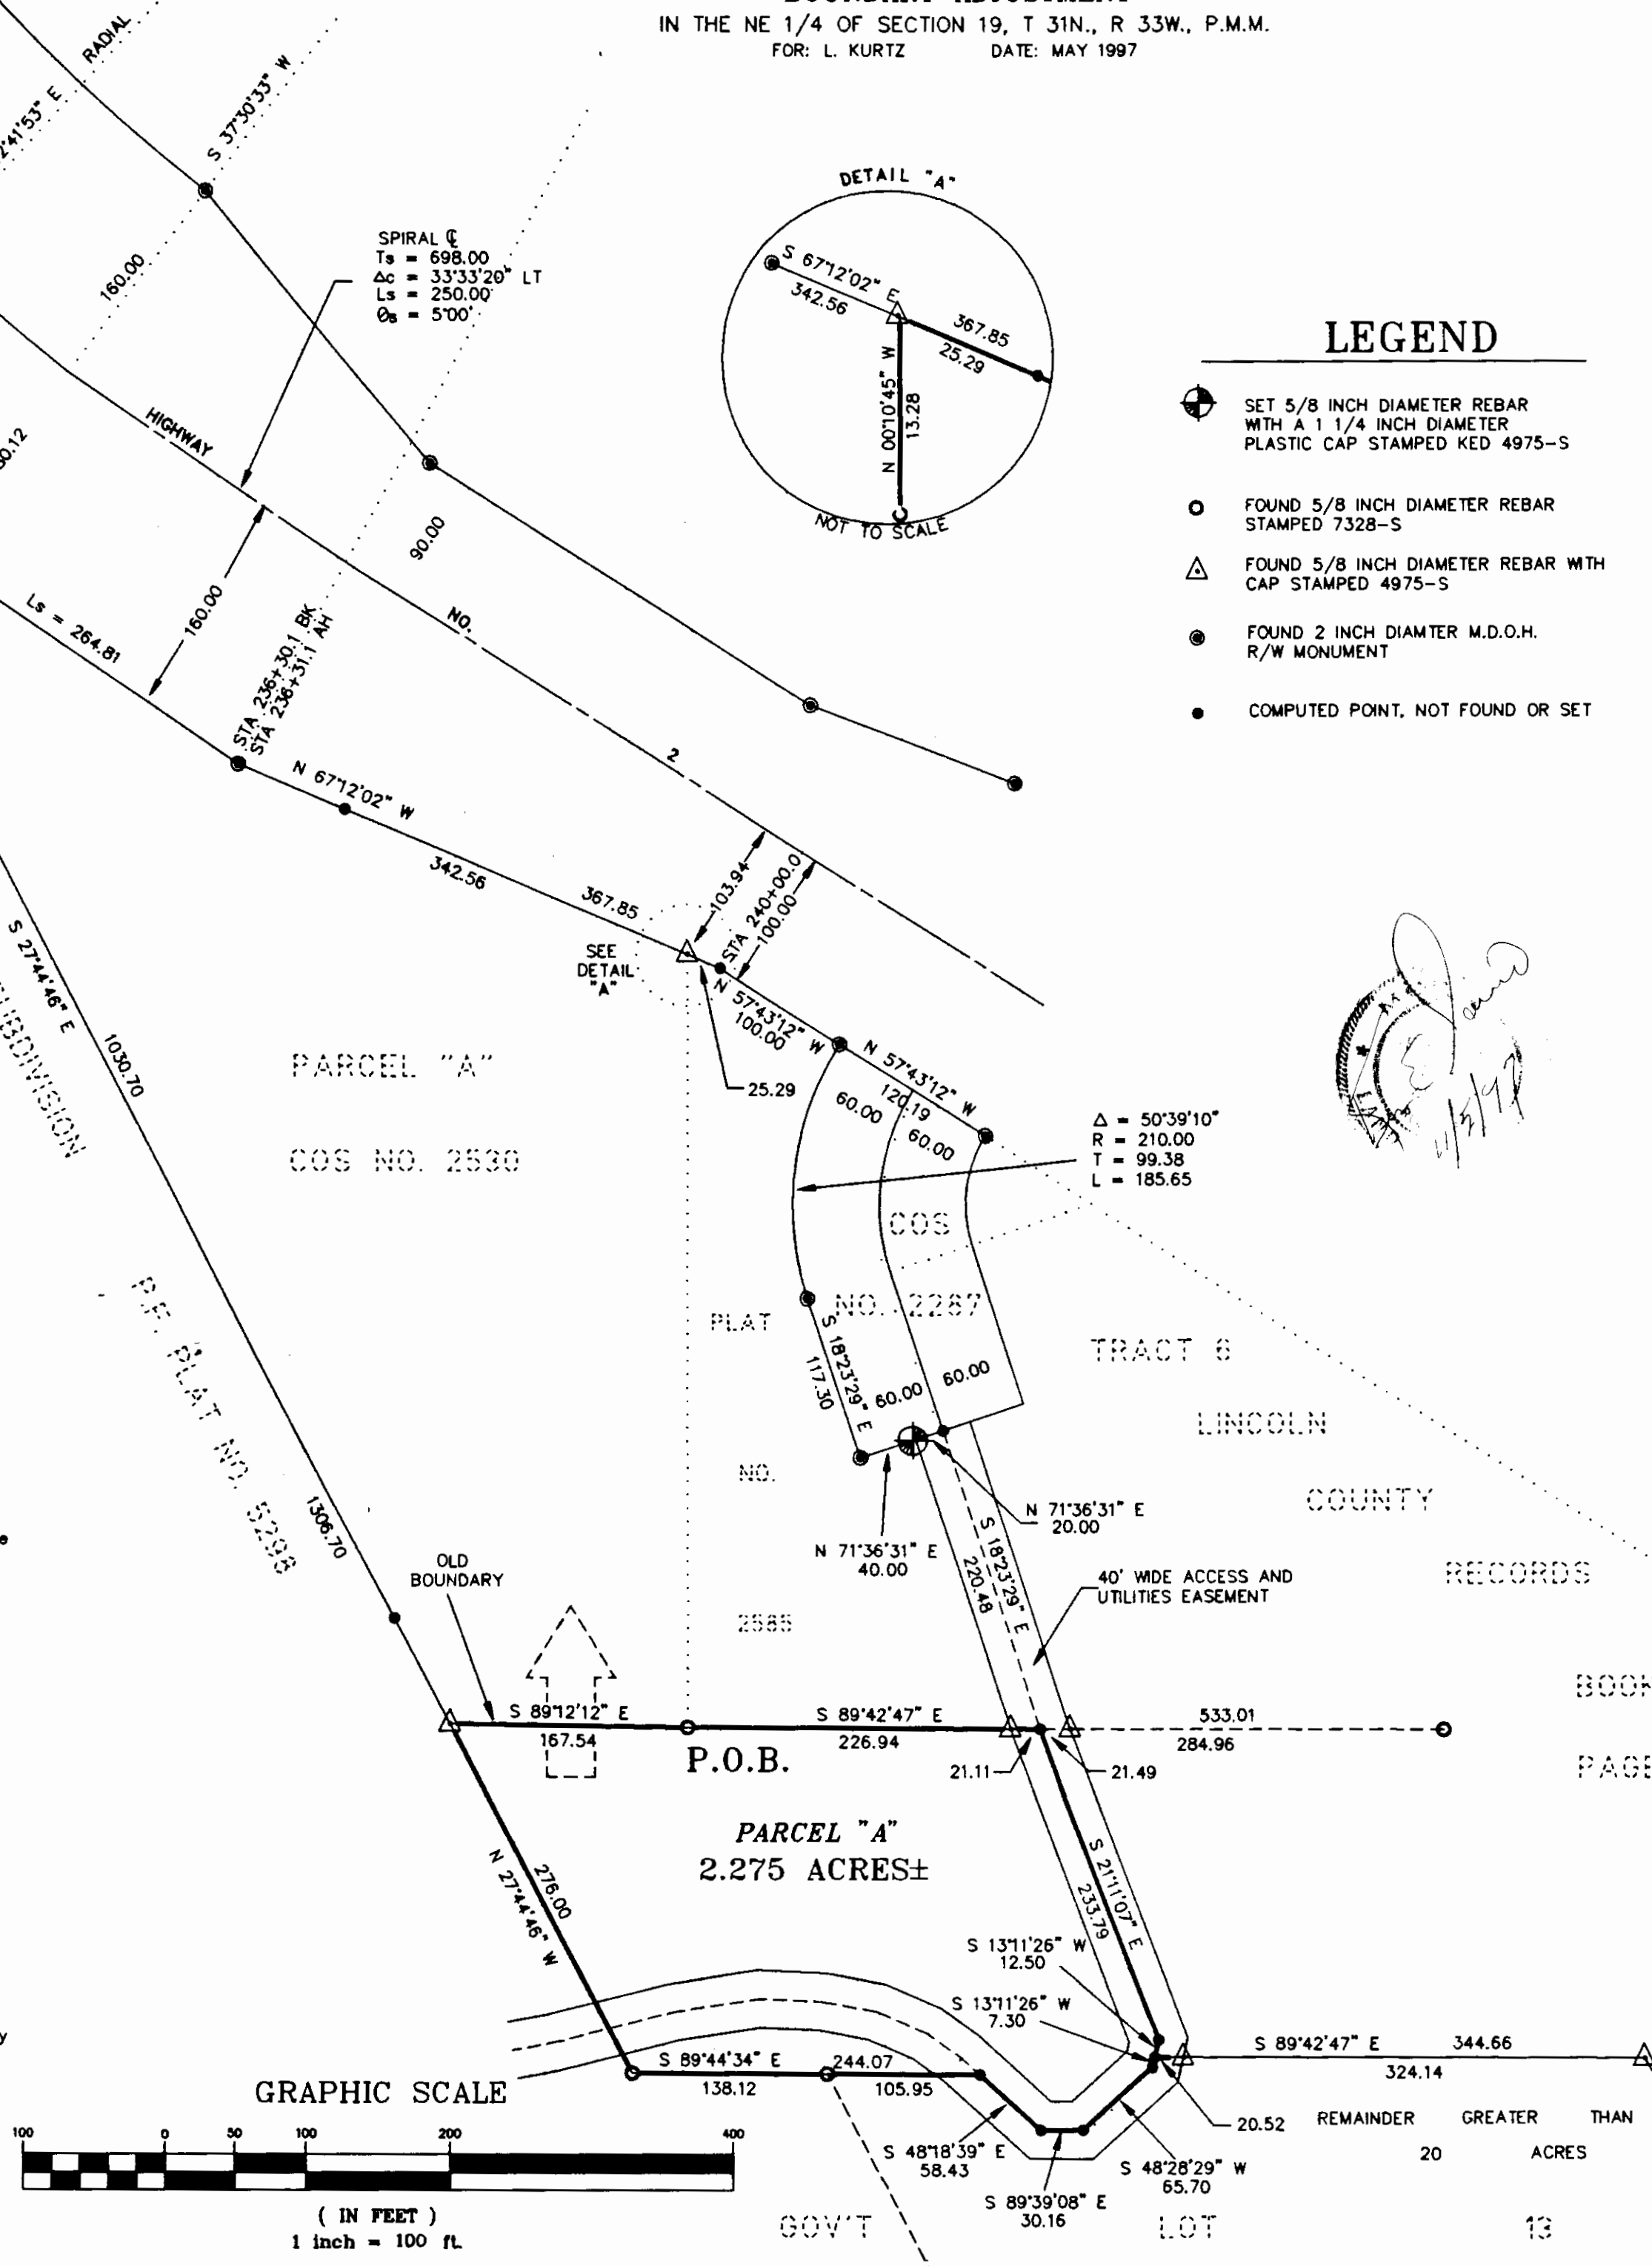 IN THE NE 1/4 OF SECTION 19, T 31N., R 33W., P.M.M.
FOR: L. KURTZ DATE: MAY 1997
RADIAL
2°41'53" E
S 37°30'33" W
160.00
SPIRAL ℄
Ts = 698.00
Δc = 33°33'20" LT
Ls = 250.00
θs = 5°00'
DETAIL "A"
S 67°12'02" E
342.56
367.85
25.29
N 00°10'45" W
13.28
NOT TO SCALE
LEGEND
SET 5/8 INCH DIAMETER REBAR
WITH A 1 1/4 INCH DIAMETER
PLASTIC CAP STAMPED KED 4975-S
FOUND 5/8 INCH DIAMETER REBAR
STAMPED 7328-S
FOUND 5/8 INCH DIAMETER REBAR WITH
CAP STAMPED 4975-S
FOUND 2 INCH DIAMTER M.D.O.H.
R/W MONUMENT
COMPUTED POINT, NOT FOUND OR SET
HIGHWAY
NO.
2
90.00
160.00
Ls = 264.81
STA 236+30.1 BK
STA 236+31.1 AH
N 67°12'02" W
342.56
367.85
103.94
STA 240+00.0
100.00
SEE
DETAIL
"A"
N 57°43'12" W
100.00
25.29
N 57°43'12" W
120.19
60.00
60.00
Δ = 50°39'10"
R = 210.00
T = 99.38
L = 185.65
S 27°44'46" E
1030.70
SUBDIVISION
PARCEL "A"
COS NO. 2530
P.F. PLAT NO. 5298
1306.70
COS
NO. 2287
PLAT
NO.
2585
S 18°23'29" E
117.30
60.00
60.00
TRACT 6
LINCOLN
COUNTY
RECORDS
BOOK
PAGE
N 71°36'31" E
20.00
N 71°36'31" E
40.00
S 18°23'29" E
220.48
40' WIDE ACCESS AND
UTILITIES EASEMENT
OLD
BOUNDARY
S 89°12'12" E
167.54
S 89°42'47" E
226.94
533.01
284.96
P.O.B.
21.11
21.49
PARCEL "A"
2.275 ACRES±
276.00
N 27°44'46" W
S 21°11'07" E
233.79
S 13°11'26" W
12.50
S 13°11'26" W
7.30
S 89°44'34" E
244.07
138.12
105.95
S 89°42'47" E
344.66
324.14
20.52
REMAINDER GREATER THAN
20 ACRES
S 48°18'39" E
58.43
S 48°28'29" W
65.70
S 89°39'08" E
30.16
GOV'T LOT 13
GRAPHIC SCALE
100 0 50 100 200 400
( IN FEET )
1 inch = 100 ft.